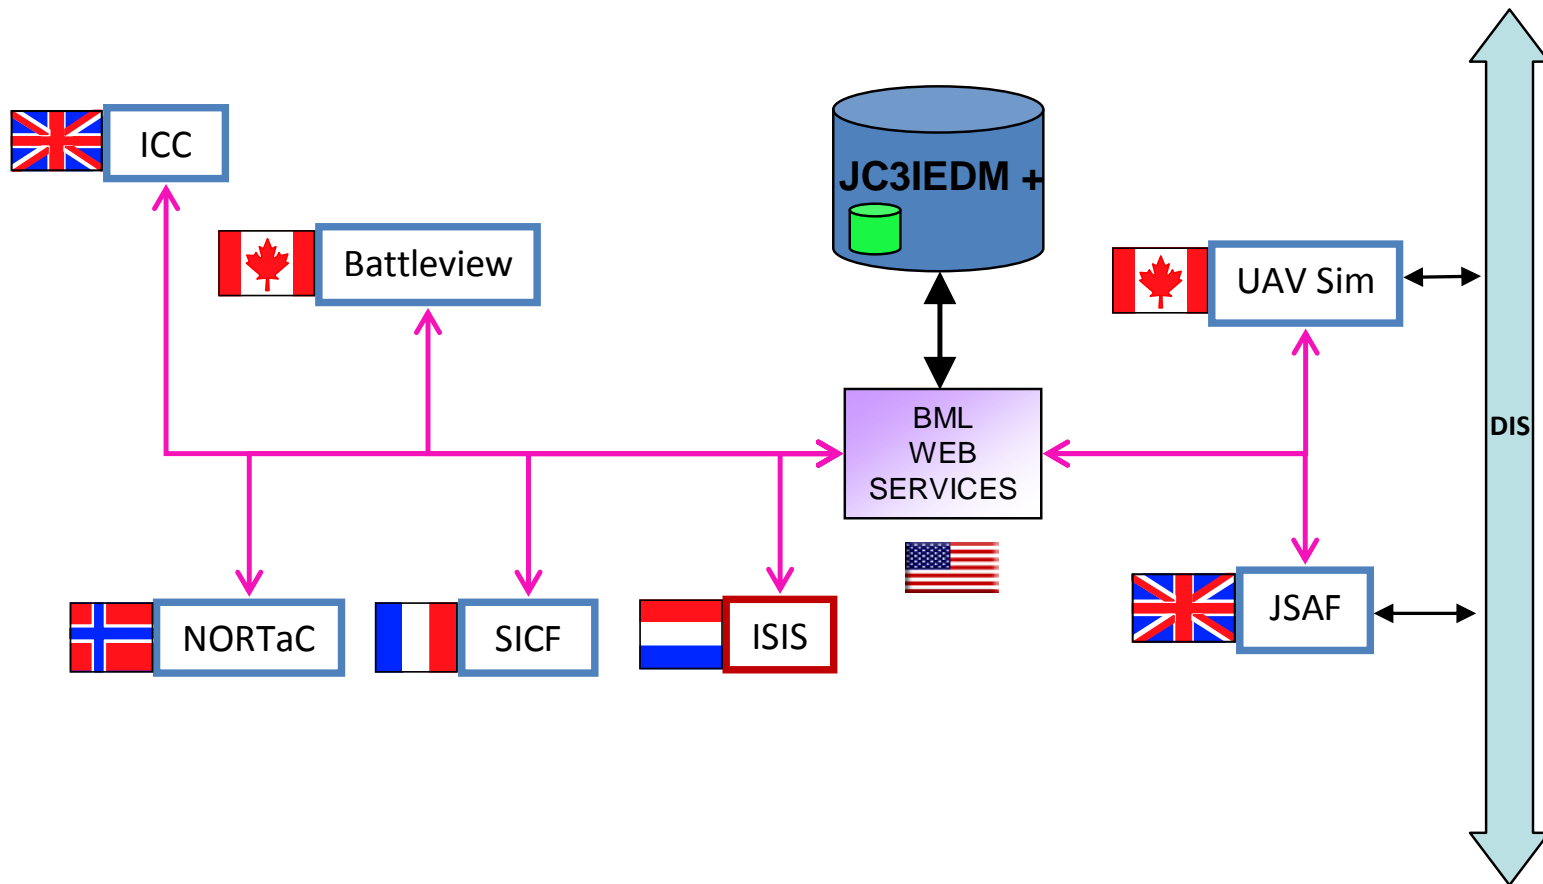 ICC
JC3IEDM +
Battleview
UAV Sim
BML
WEB
SERVICES
DIS
NORTaC
SICF
ISIS
JSAF